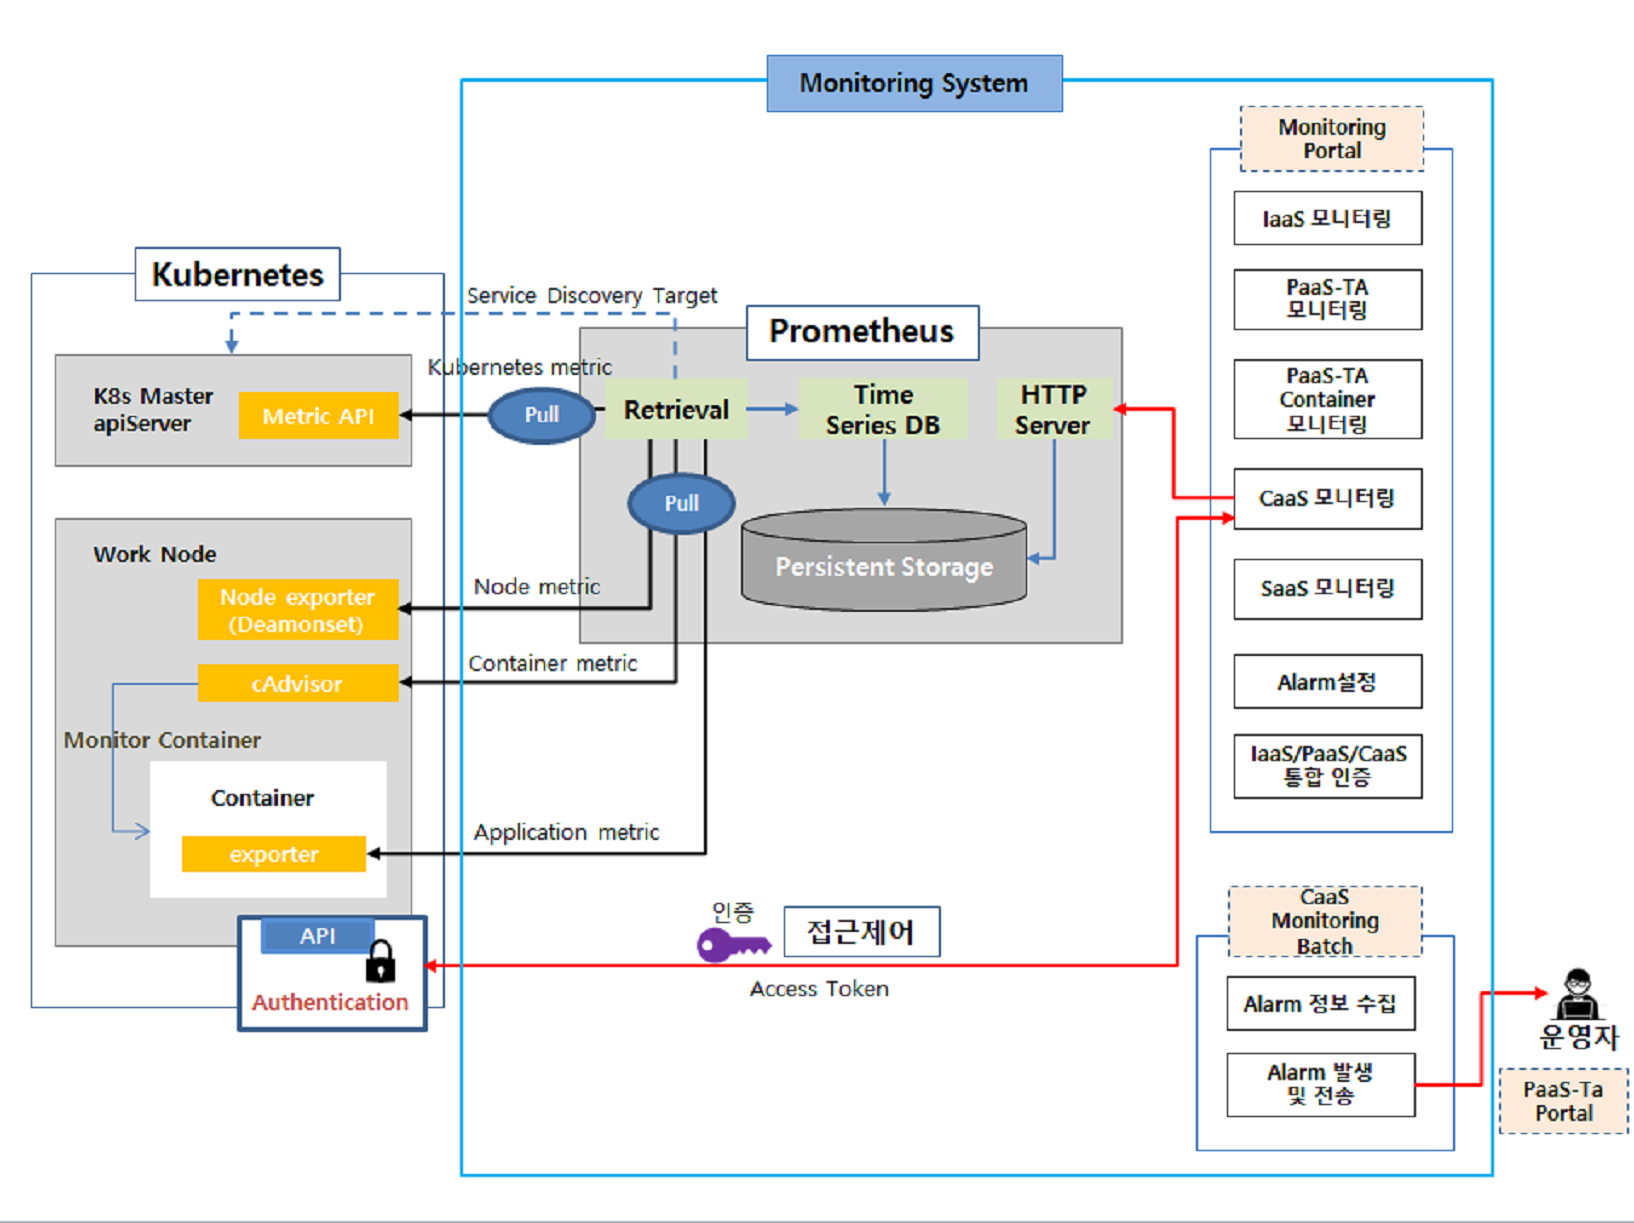 Monitoring System
Kubernetes
K8s Master
apiServer
Metric API
Work Node
Node exporter
(Deamonset)
cAdvisor
Monitor Container
Container
exporter
API
Authentication
Service Discovery Target
Kubernetes metric
Pull
Pull
Node metric
Container metric
Application metric
Prometheus
Retrieval
Time
Series DB
HTTP
Server
Persistent Storage
인증
접근제어
Access Token
Monitoring
Portal
IaaS 모니터링
PaaS-TA
모니터링
PaaS-TA
Container
모니터링
CaaS 모니터링
SaaS 모니터링
Alarm설정
IaaS/PaaS/CaaS
통합 인증
CaaS
Monitoring
Batch
Alarm 정보 수집
Alarm 발생
및 전송
운영자
PaaS-Ta
Portal